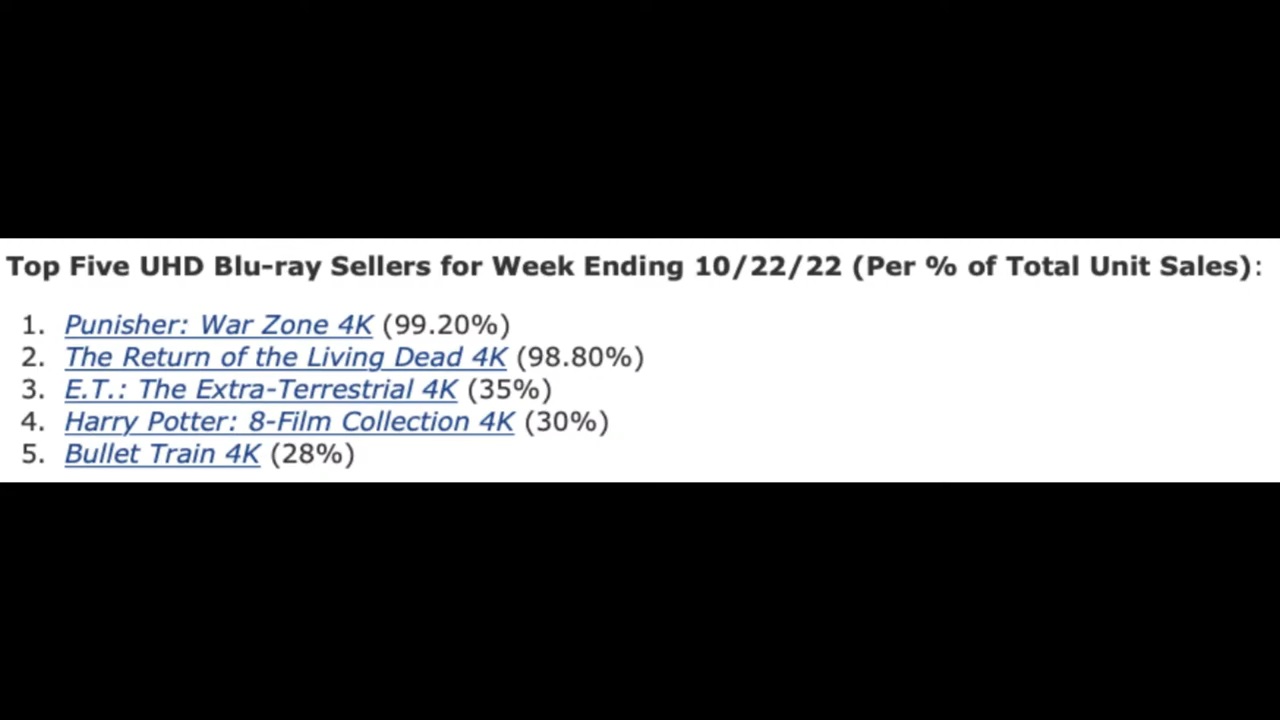 Top Five UHD Blu-ray Sellers for Week Ending 10/22/22 (Per % of Total Unit Sales):
1. Punisher: War Zone 4K (99.20%)
2. The Return of the Living Dead 4K (98.80%)
3. E.T.: The Extra-Terrestrial 4K (35%)
4. Harry Potter: 8-Film Collection 4K (30%)
5. Bullet Train 4K (28%)